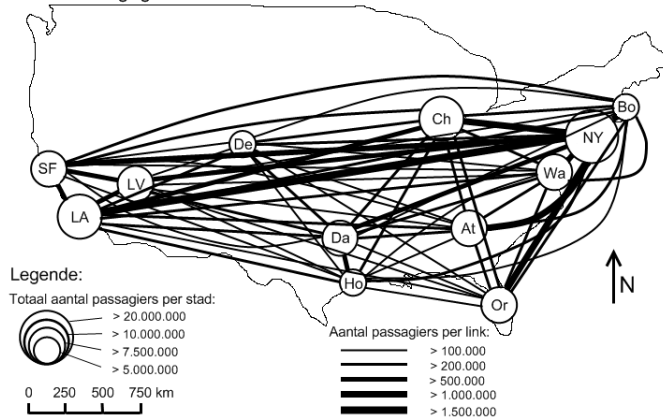 Bo
Ch
NY
De
SF
LV
Wa
LA
At
Da
Ho
Or
N
Legende:
Totaal aantal passagiers per stad:
> 20.000.000
> 10.000.000
> 7.500.000
> 5.000.000
0 250 500 750 km
Aantal passagiers per link:
> 100.000
> 200.000
> 500.000
> 1.000.000
> 1.500.000